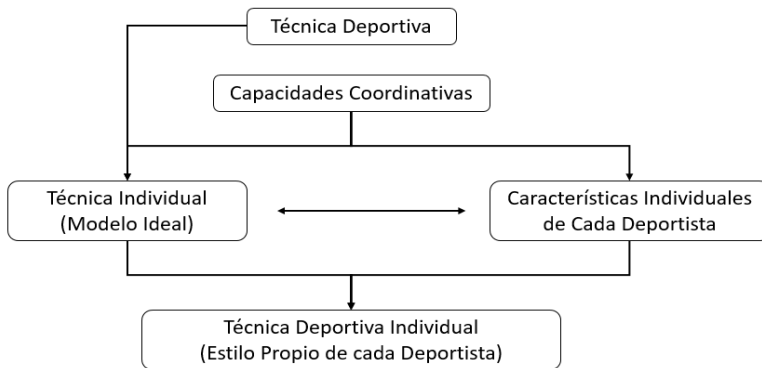 Técnica Deportiva
Capacidades Coordinativas
Técnica Individual
(Modelo Ideal)
Características Individuales
de Cada Deportista
Técnica Deportiva Individual
(Estilo Propio de cada Deportista)